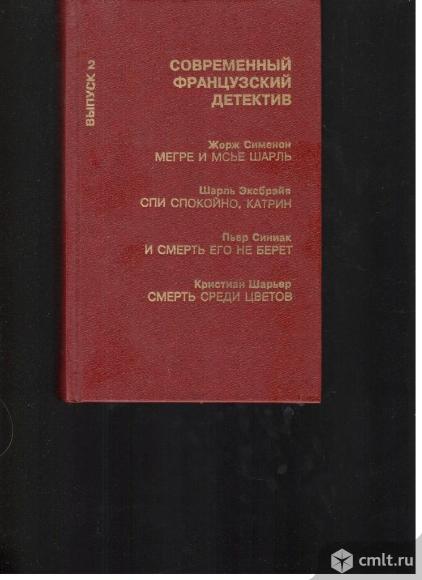 ВЫПУСК 2
СОВРЕМЕННЫЙ
ФРАНЦУЗСКИЙ
ДЕТЕКТИВ
Жорж Сименон
МЕГРЕ И МСЬЕ ШАРЛЬ
Шарль Эксбрайя
СПИ СПОКОЙНО, КАТРИН
Пьер Синиак
И СМЕРТЬ ЕГО НЕ БЕРЕТ
Кристиан Шарьер
СМЕРТЬ СРЕДИ ЦВЕТОВ
cmlt.ru